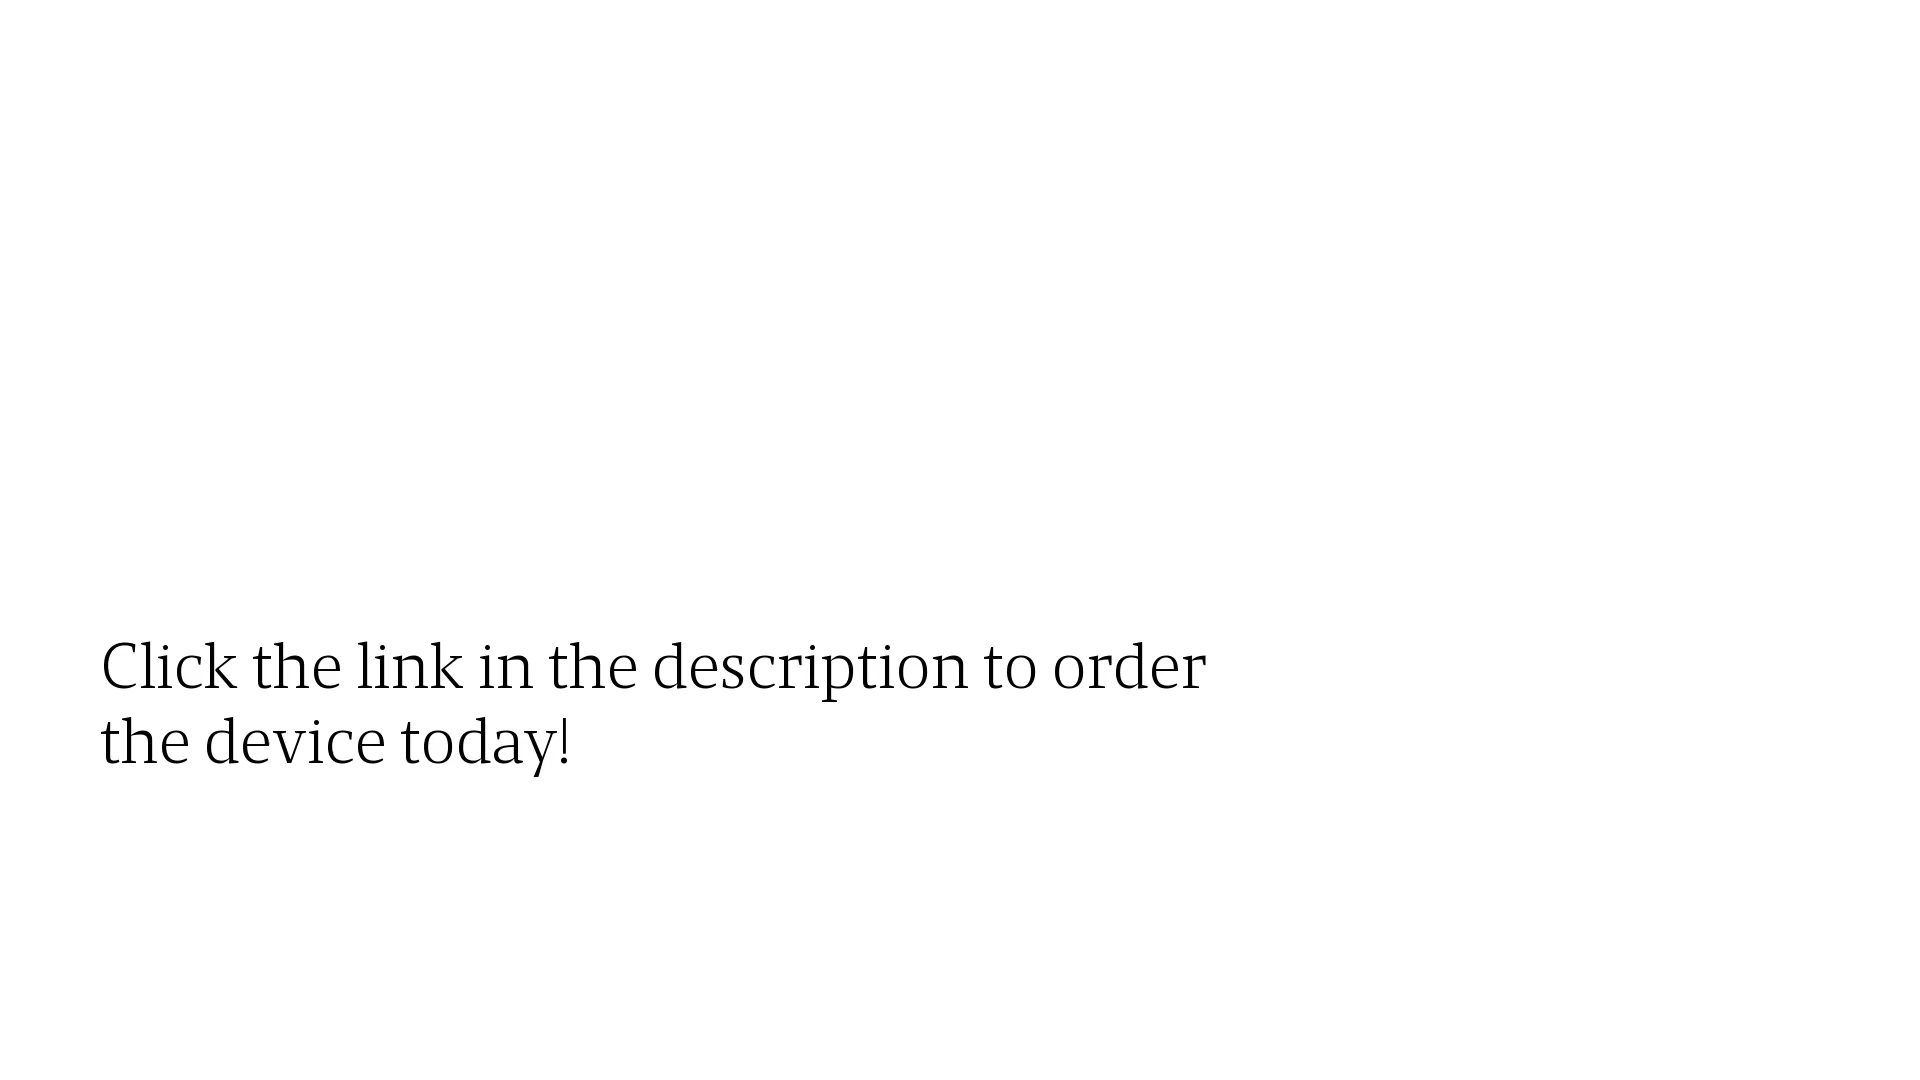 Click the link in the description to order
the device today!